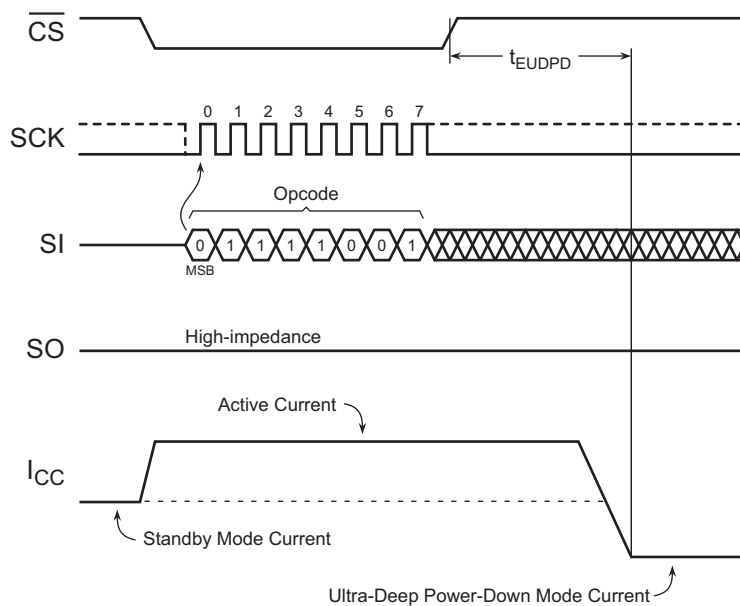 CS
tEUDPD
0 1 2 3 4 5 6 7
SCK
Opcode
SI
0 1 1 1 1 0 0 1
MSB
High-impedance
SO
Active Current
ICC
Standby Mode Current
Ultra-Deep Power-Down Mode Current